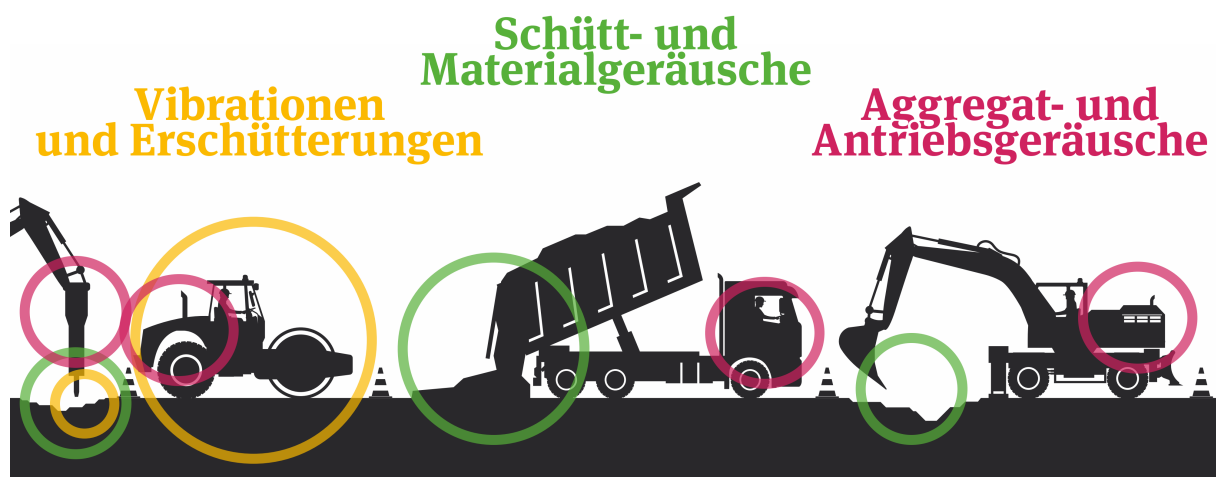 Schütt- und
Materialgeräusche
Vibrationen
und Erschütterungen
Aggregat- und
Antriebsgeräusche